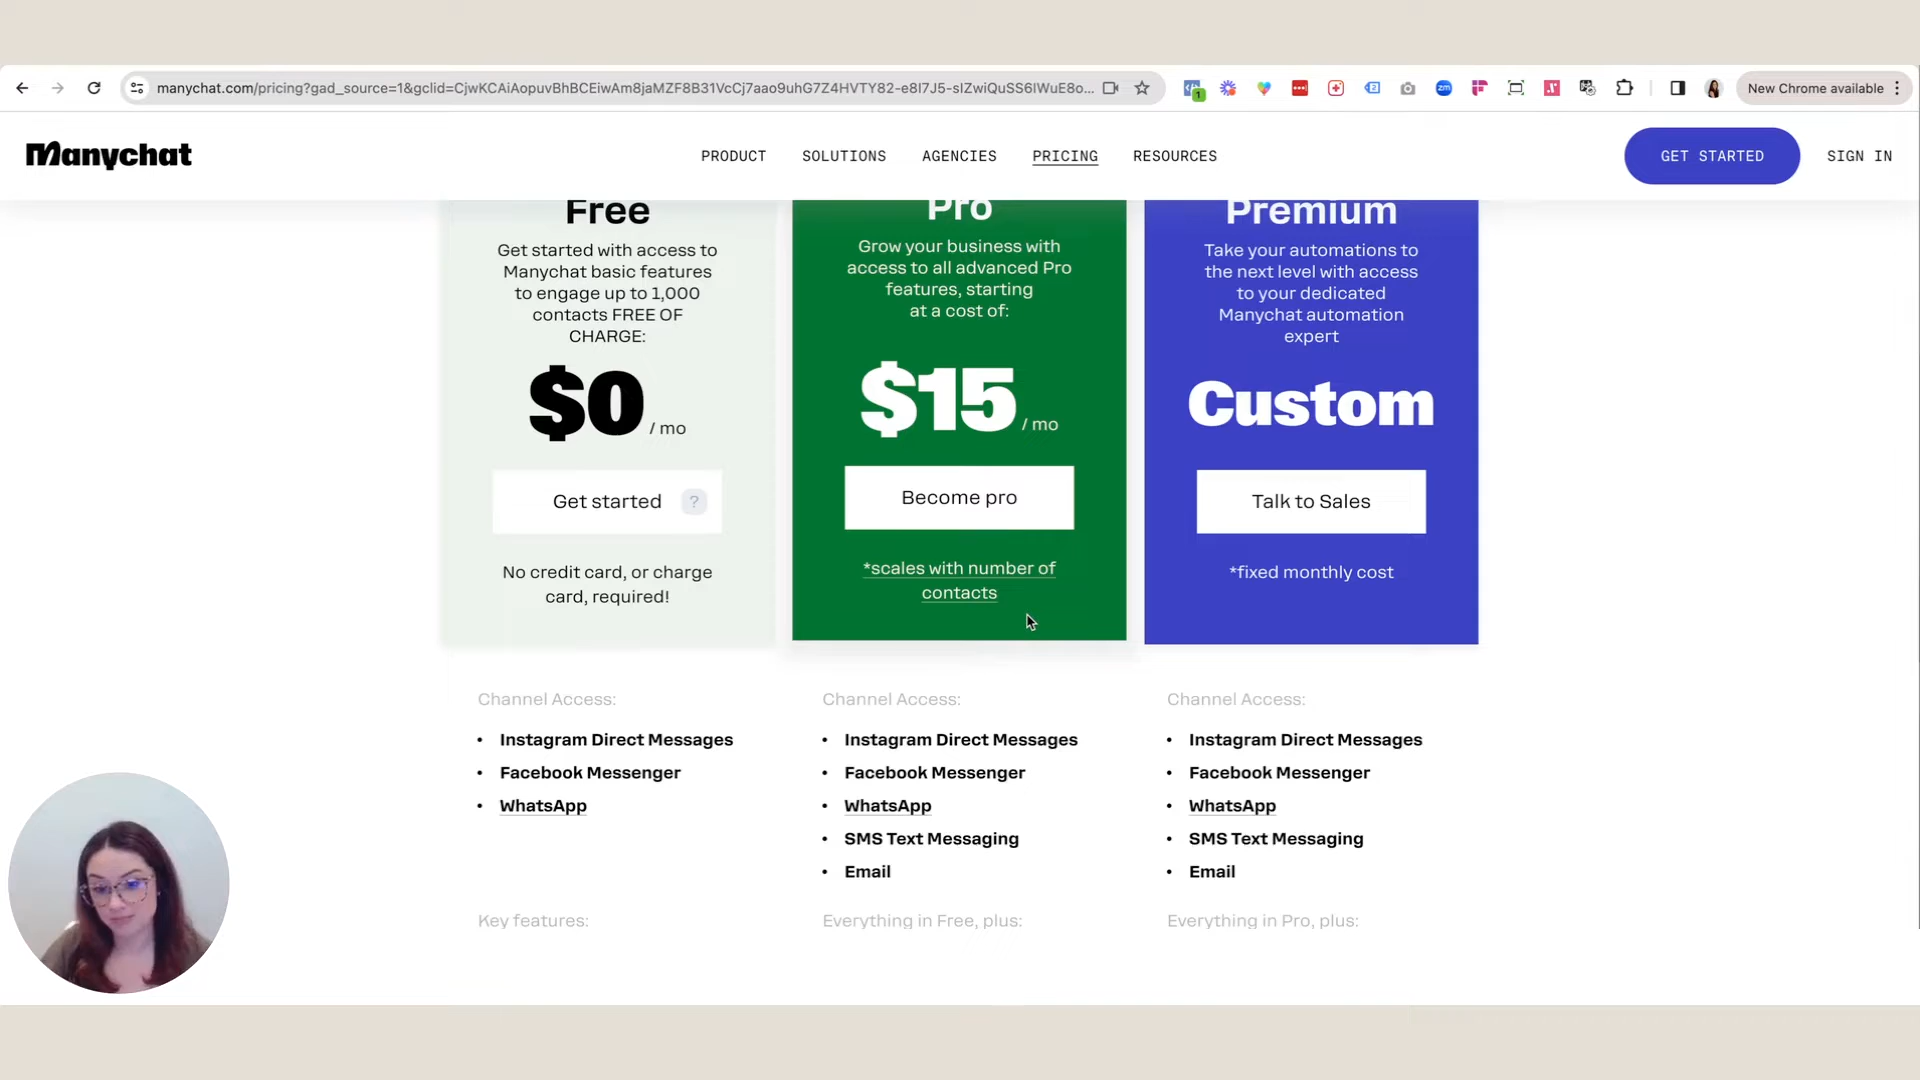 manychat.com/pricing?gad_source=1&gclid=CjwKCAiAopuvBhBCEiwAm8jaMZF8B31VcCj7aao9uhG7Z4HVTY82-e8I7J5-sIZwiQuSS6IWuE8o...
1
zm
New Chrome available
Manychat
PRODUCT
SOLUTIONS
AGENCIES
PRICING
RESOURCES
GET STARTED
SIGN IN
Free
Get started with access to
Manychat basic features
to engage up to 1,000
contacts FREE OF
CHARGE:
$0 / mo
Get started ?
No credit card, or charge
card, required!
Pro
Grow your business with
access to all advanced Pro
features, starting
at a cost of:
$15 / mo
Become pro
*scales with number of
contacts
Premium
Take your automations to
the next level with access
to your dedicated
Manychat automation
expert
Custom
Talk to Sales
*fixed monthly cost
Channel Access:
• Instagram Direct Messages
• Facebook Messenger
• WhatsApp
Key features:
Channel Access:
• Instagram Direct Messages
• Facebook Messenger
• WhatsApp
• SMS Text Messaging
• Email
Everything in Free, plus:
Channel Access:
• Instagram Direct Messages
• Facebook Messenger
• WhatsApp
• SMS Text Messaging
• Email
Everything in Pro, plus: